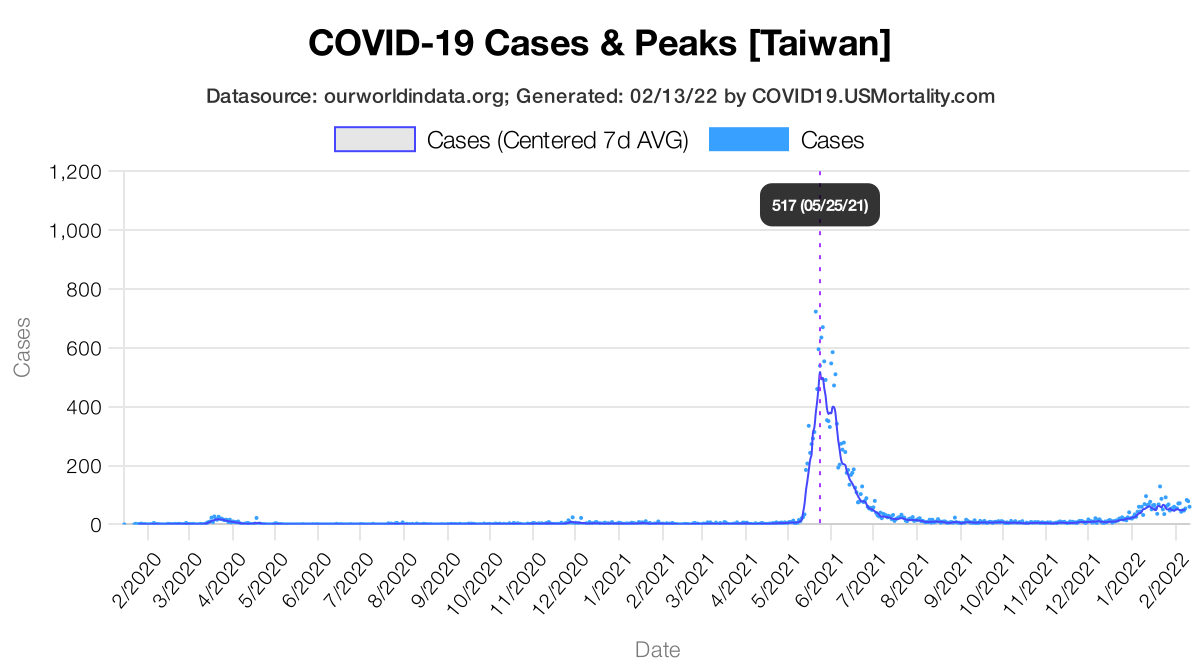 COVID-19 Cases & Peaks [Taiwan]
Datasource: ourworldindata.org; Generated: 02/13/22 by COVID19.USMortality.com
Cases (Centered 7d AVG) Cases
1,200
517 (05/25/21)
1,000
800
600
400
200
0
Cases
2/2020 3/2020 4/2020 5/2020 6/2020 7/2020 8/2020 9/2020 10/2020 11/2020 12/2020 1/2021 2/2021 3/2021 4/2021 5/2021 6/2021 7/2021 8/2021 9/2021 10/2021 11/2021 12/2021 1/2022 2/2022
Date